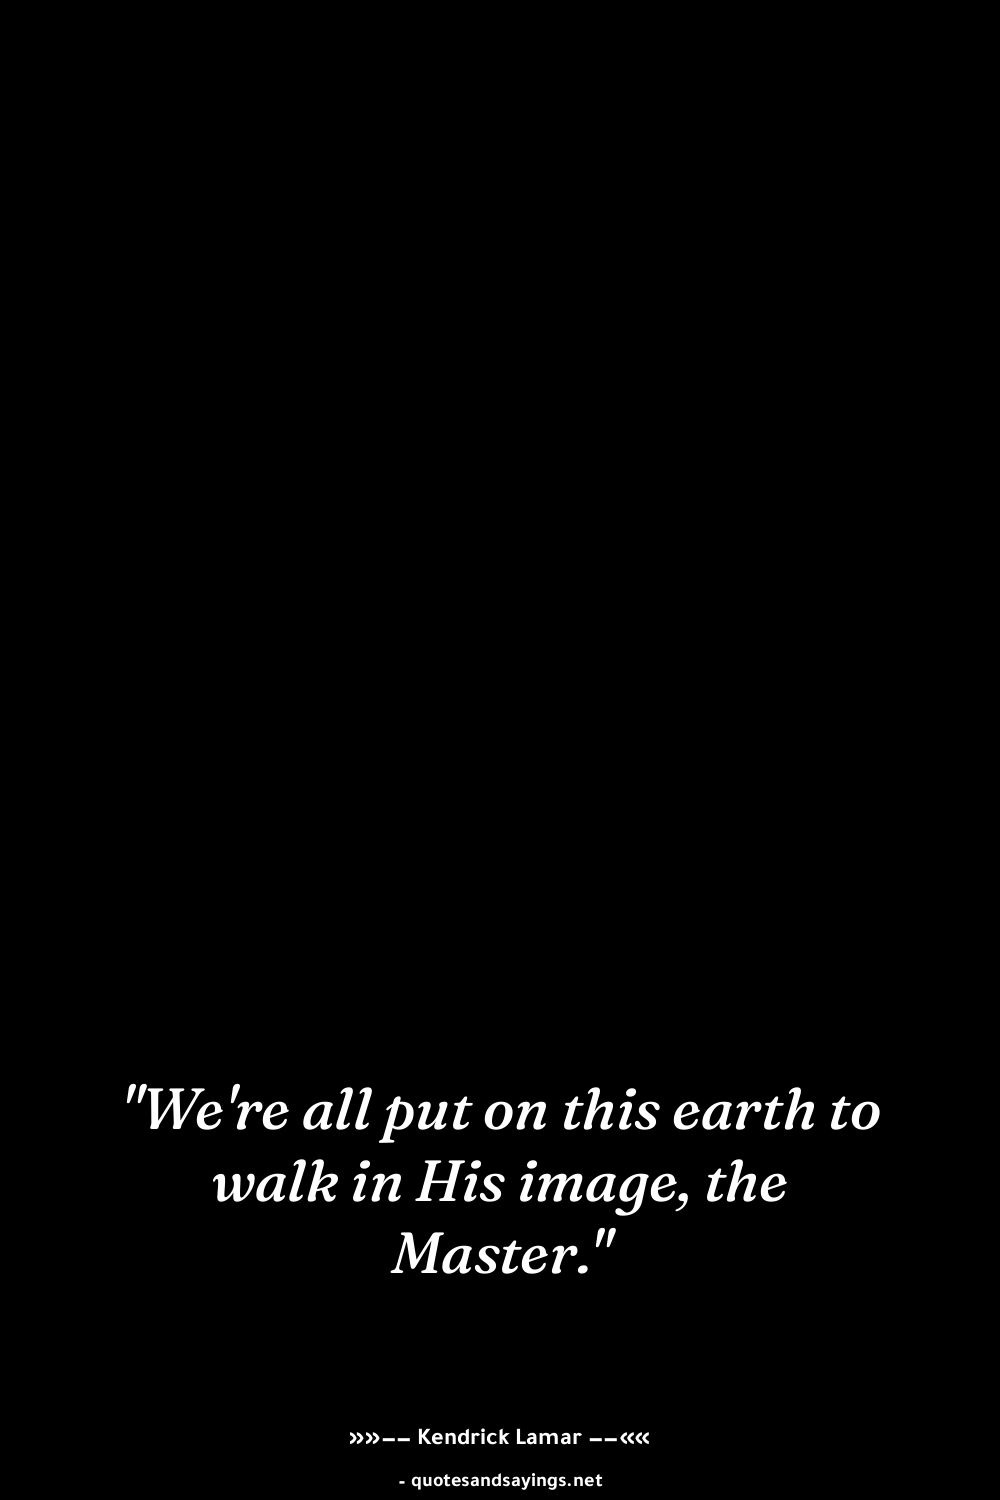 "We're all put on this earth to
walk in His image, the
Master."
»»–– Kendrick Lamar ––««
- quotesandsayings.net